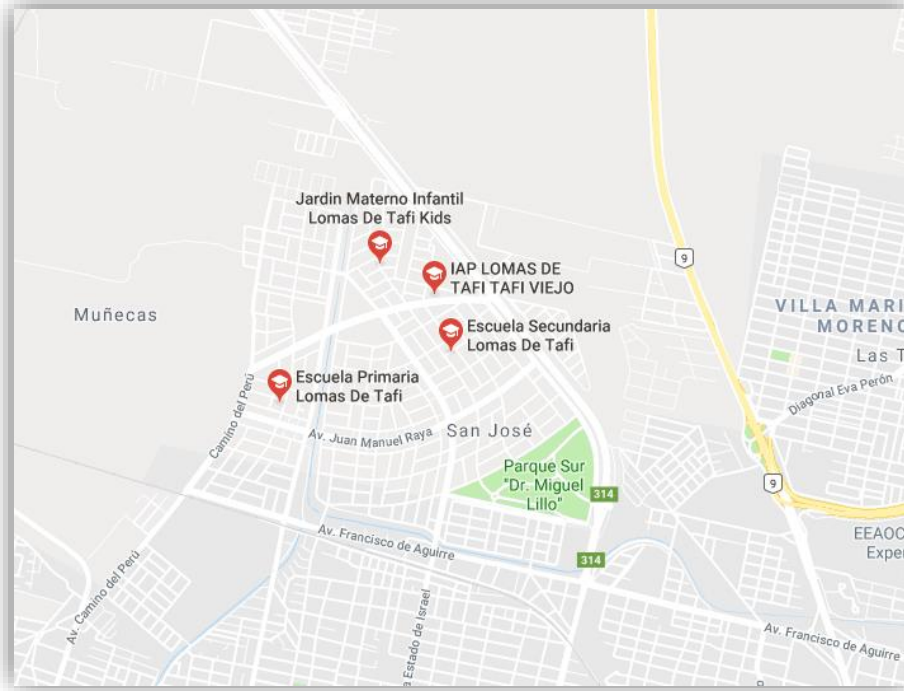 Jardin Materno Infantil
Lomas De Tafi Kids
9
IAP LOMAS DE
TAFI TAFI VIEJO
Muñecas
VILLA MARI
MORENO
Escuela Secundaria
Lomas De Tafi
Las T
Escuela Primaria
Lomas De Tafi
Camino del Perú
Diagonal Eva Perón
Av. Juan Manuel Raya
San José
Parque Sur
"Dr. Miguel
Lillo"
314
9
EEAOC
Exper
Av. Francisco de Aguirre
314
Av. Camino del Perú
a Estado de Israel
Av. Francisco de Aguirre